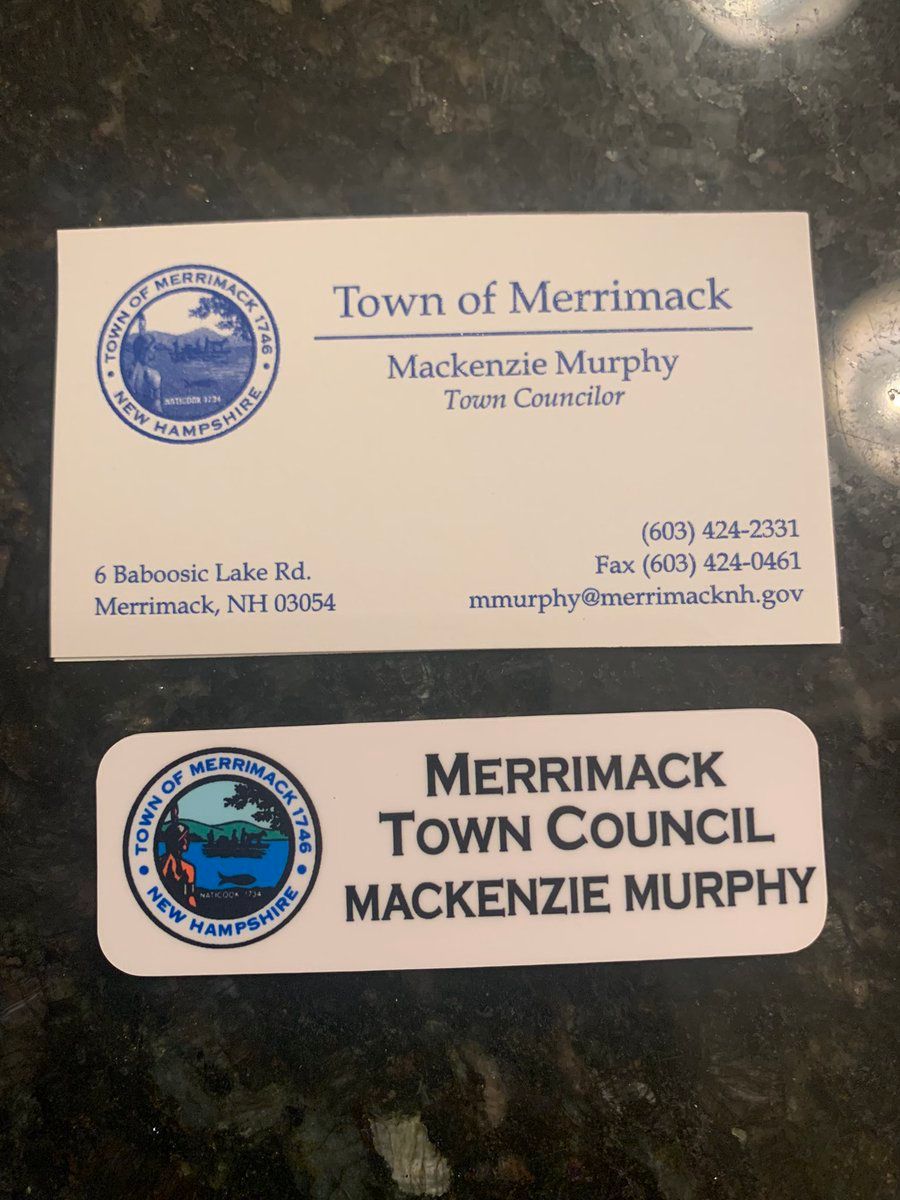 TOWN OF MERRIMACK 1746
NEW HAMPSHIRE
NATICOOK 1734
Town of Merrimack
Mackenzie Murphy
Town Councilor
6 Baboosic Lake Rd.
Merrimack, NH 03054
(603) 424-2331
Fax (603) 424-0461
mmurphy@merrimacknh.gov
TOWN OF MERRIMACK 1746
NEW HAMPSHIRE
NATICOOK 1734
MERRIMACK
TOWN COUNCIL
MACKENZIE MURPHY